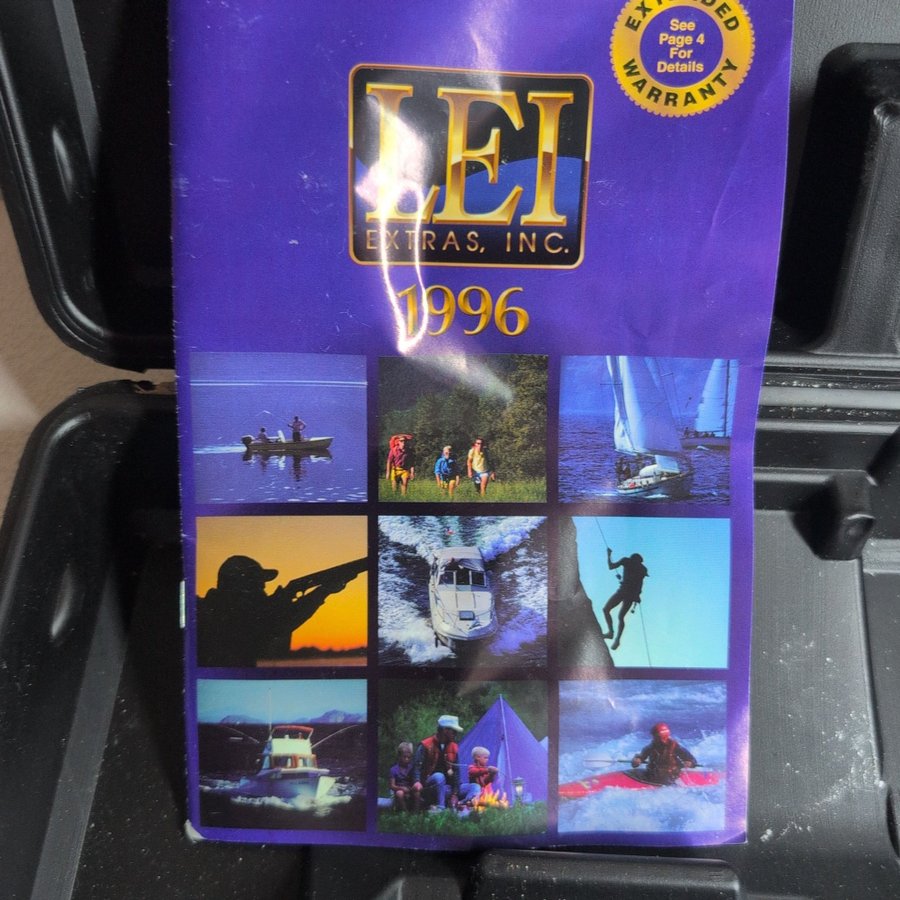 EXTENDED
See
Page 4
For
Details
WARRANTY
LEI
EXTRAS, INC.
1996